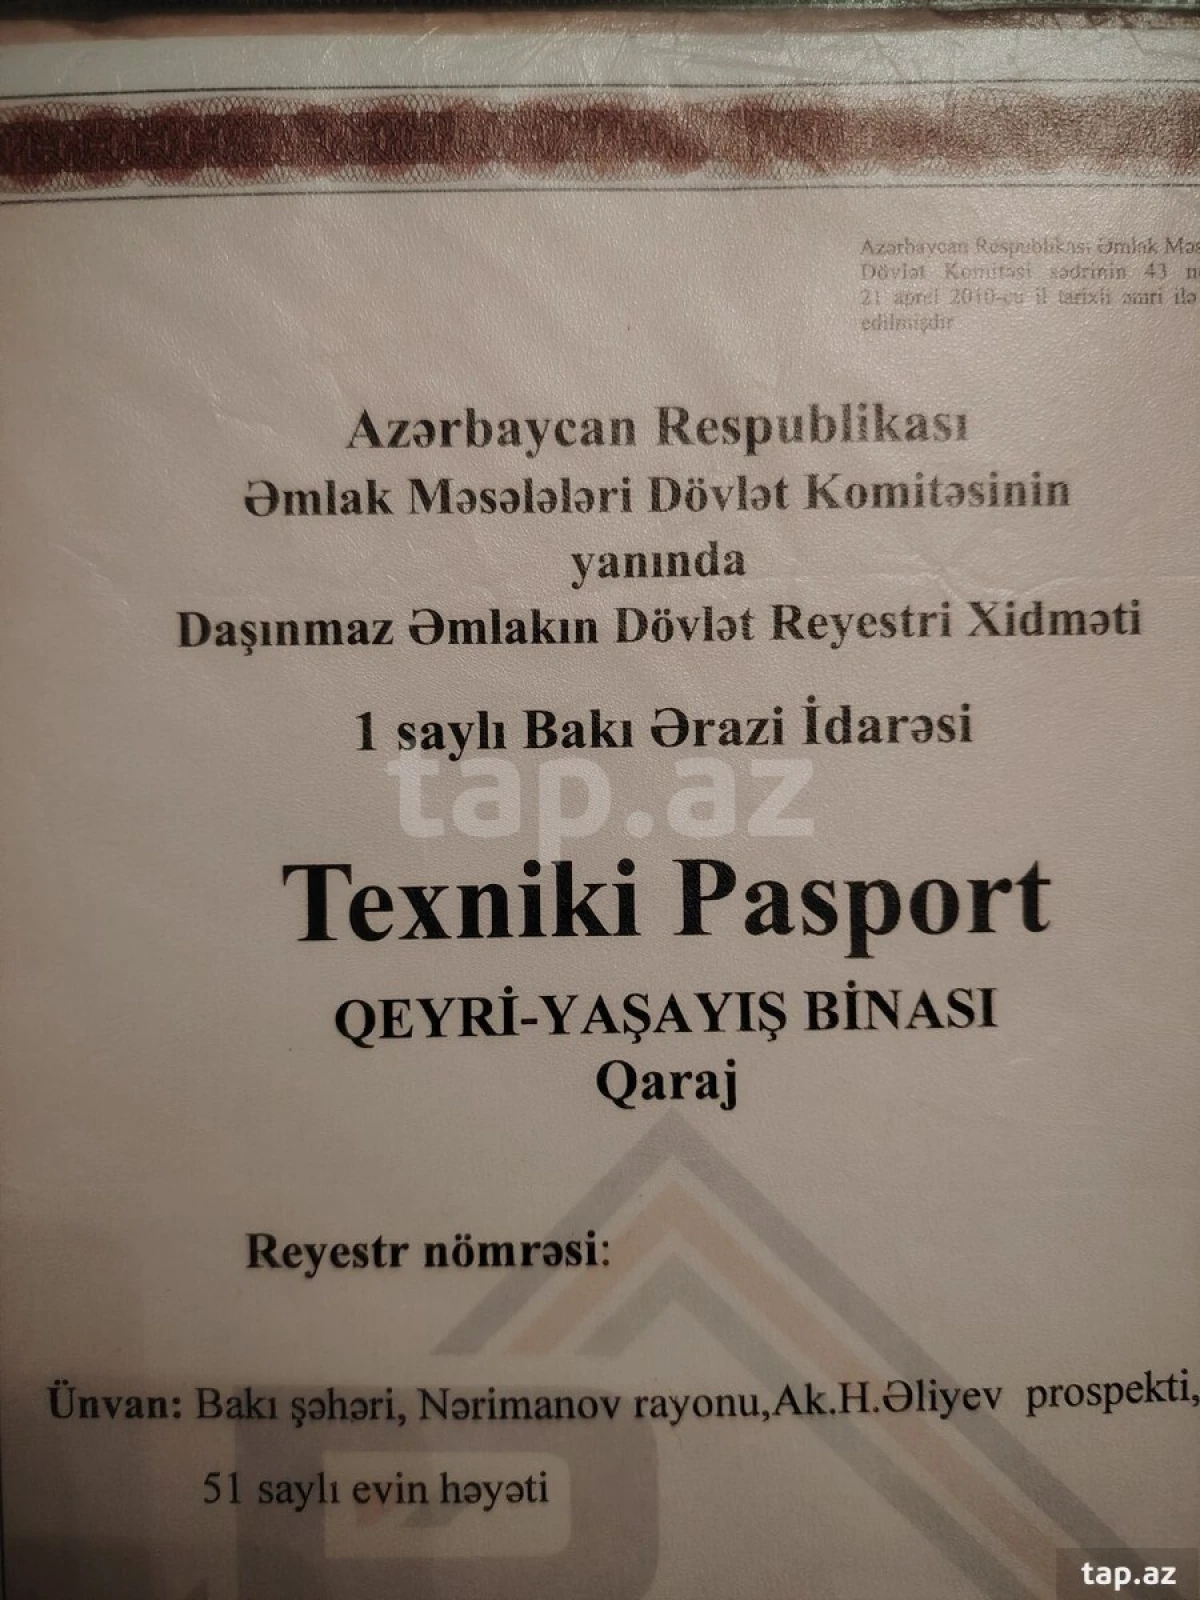 Azərbaycan Respublikası Əmlak Məs
Dövlət Komitəsi sədrinin 43 n
21 aprel 2010-cu il tarixli əmri ilə
edilmişdir
Azərbaycan Respublikası
Əmlak Məsələləri Dövlət Komitəsinin
yanında
Daşınmaz Əmlakın Dövlət Reyestri Xidməti
1 saylı Bakı Ərazi İdarəsi
tap.az
Texniki Pasport
QEYRİ-YAŞAYIŞ BİNASI
Qaraj
Reyestr nömrəsi:
Ünvan: Bakı şəhəri, Nərimanov rayonu,Ak.H.Əliyev prospekti,
51 saylı evin həyəti
tap.az